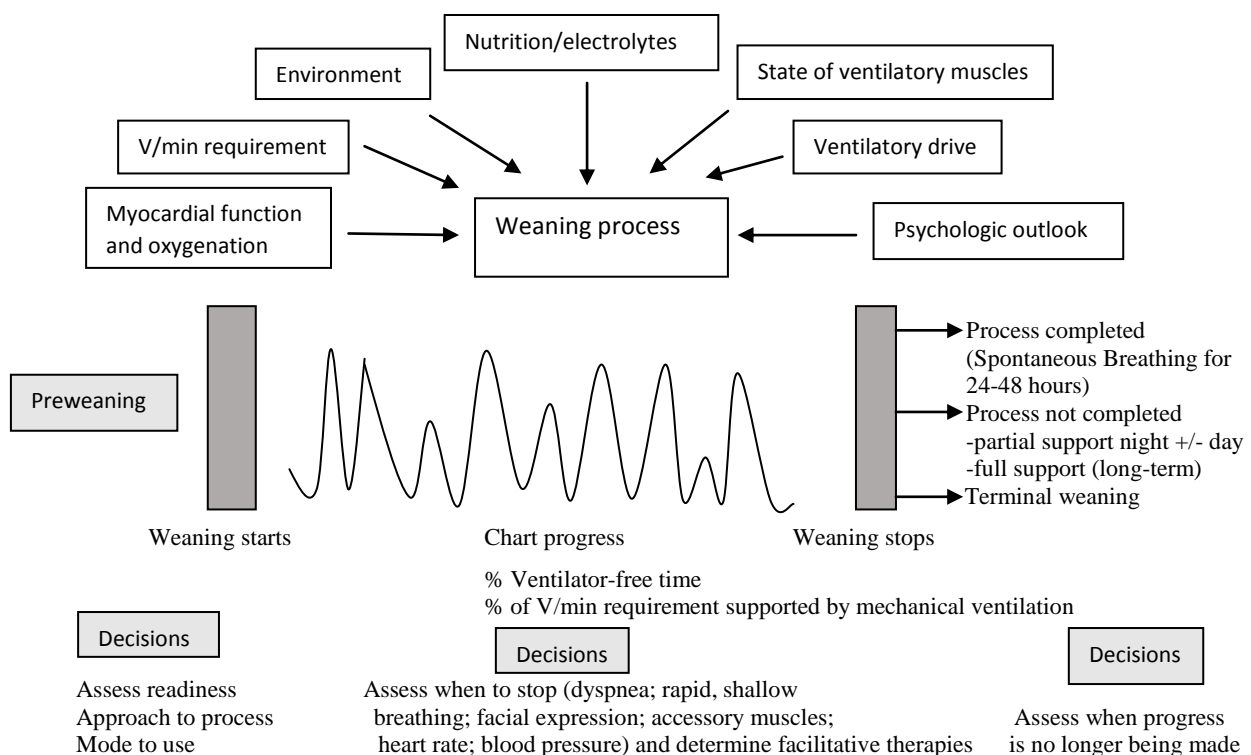 Nutrition/electrolytes
Environment
State of ventilatory muscles
V/min requirement
Ventilatory drive
Myocardial function
and oxygenation
Weaning process
Psychologic outlook
Preweaning
Process completed
(Spontaneous Breathing for
24-48 hours)
Process not completed
-partial support night +/- day
-full support (long-term)
Terminal weaning
Weaning starts
Chart progress
Weaning stops
% Ventilator-free time
% of V/min requirement supported by mechanical ventilation
Decisions
Assess readiness
Approach to process
Mode to use
Decisions
Assess when to stop (dyspnea; rapid, shallow
breathing; facial expression; accessory muscles;
heart rate; blood pressure) and determine facilitative therapies
Decisions
Assess when progress
is no longer being made